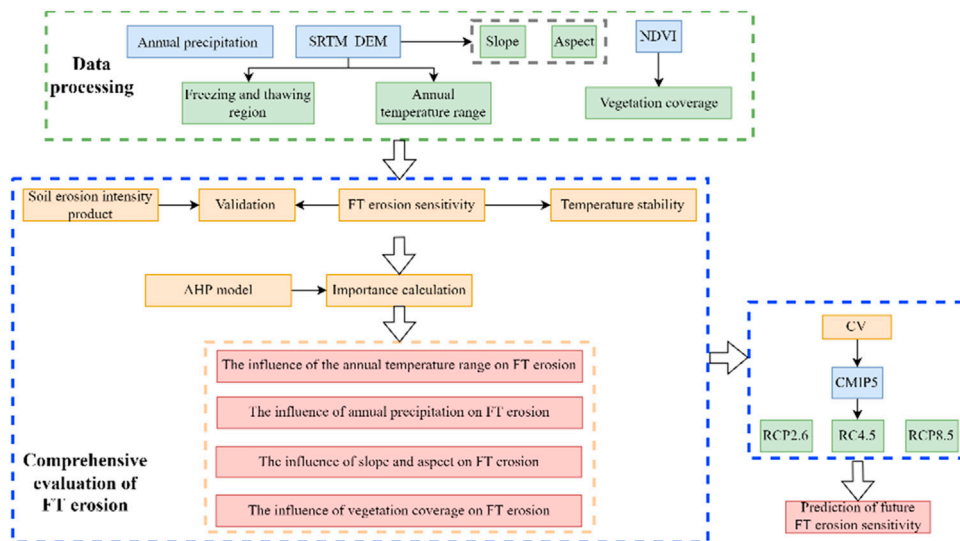 Annual precipitation
SRTM DEM
Slope
Aspect
NDVI
Data
processing
Freezing and thawing
region
Annual
temperature range
Vegetation coverage
Soil erosion intensity
product
Validation
FT erosion sensitivity
Temperature stability
AHP model
Importance calculation
The influence of the annual temperature range on FT erosion
The influence of annual precipitation on FT erosion
The influence of slope and aspect on FT erosion
The influence of vegetation coverage on FT erosion
Comprehensive
evaluation of
FT erosion
CV
CMIP5
RCP2.6
RC4.5
RCP8.5
Prediction of future
FT erosion sensitivity